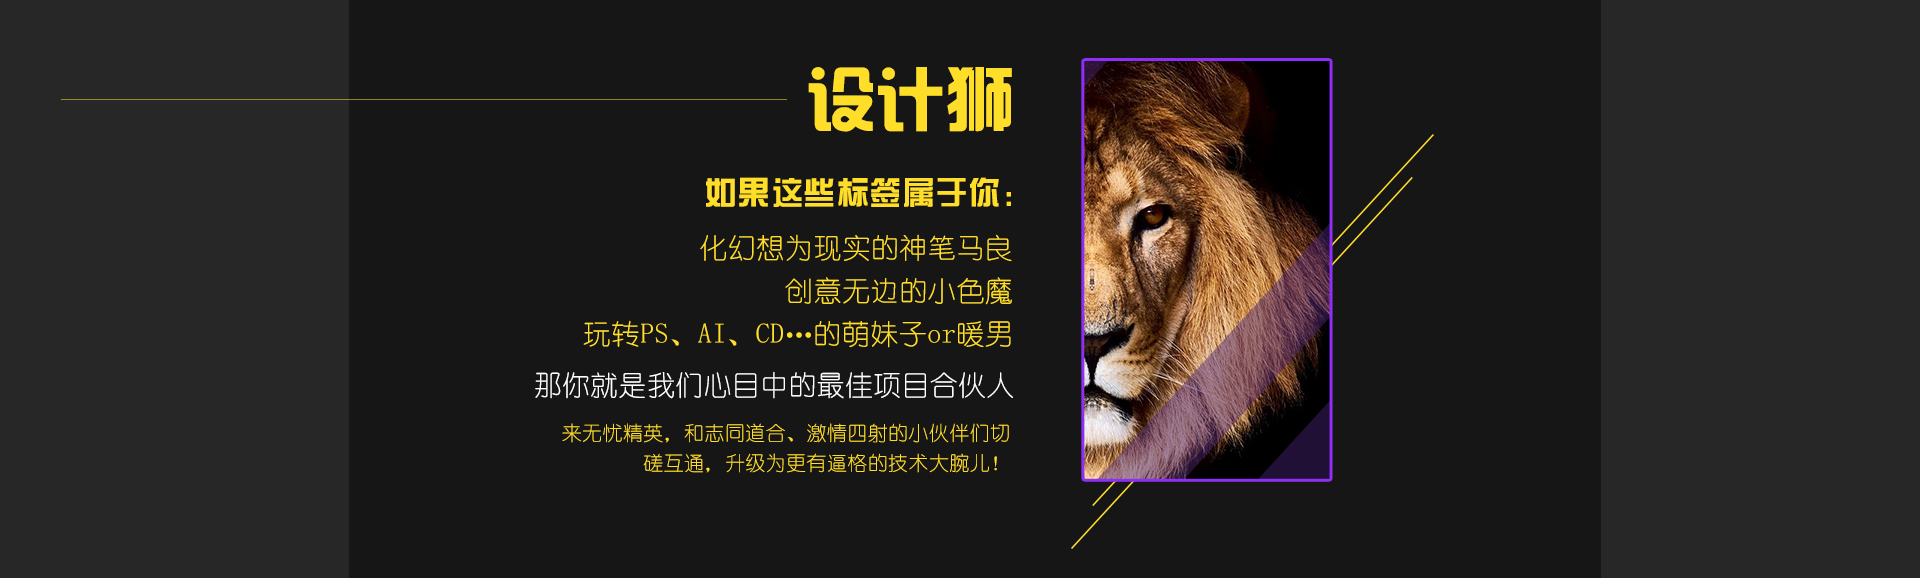 设计狮
如果这些标签属于你：
化幻想为现实的神笔马良
创意无边的小色魔
玩转PS、AI、CD…的萌妹子or暖男
那你就是我们心目中的最佳项目合伙人
来无忧精英，和志同道合、激情四射的小伙伴们切
磋互通，升级为更有逼格的技术大腕儿！